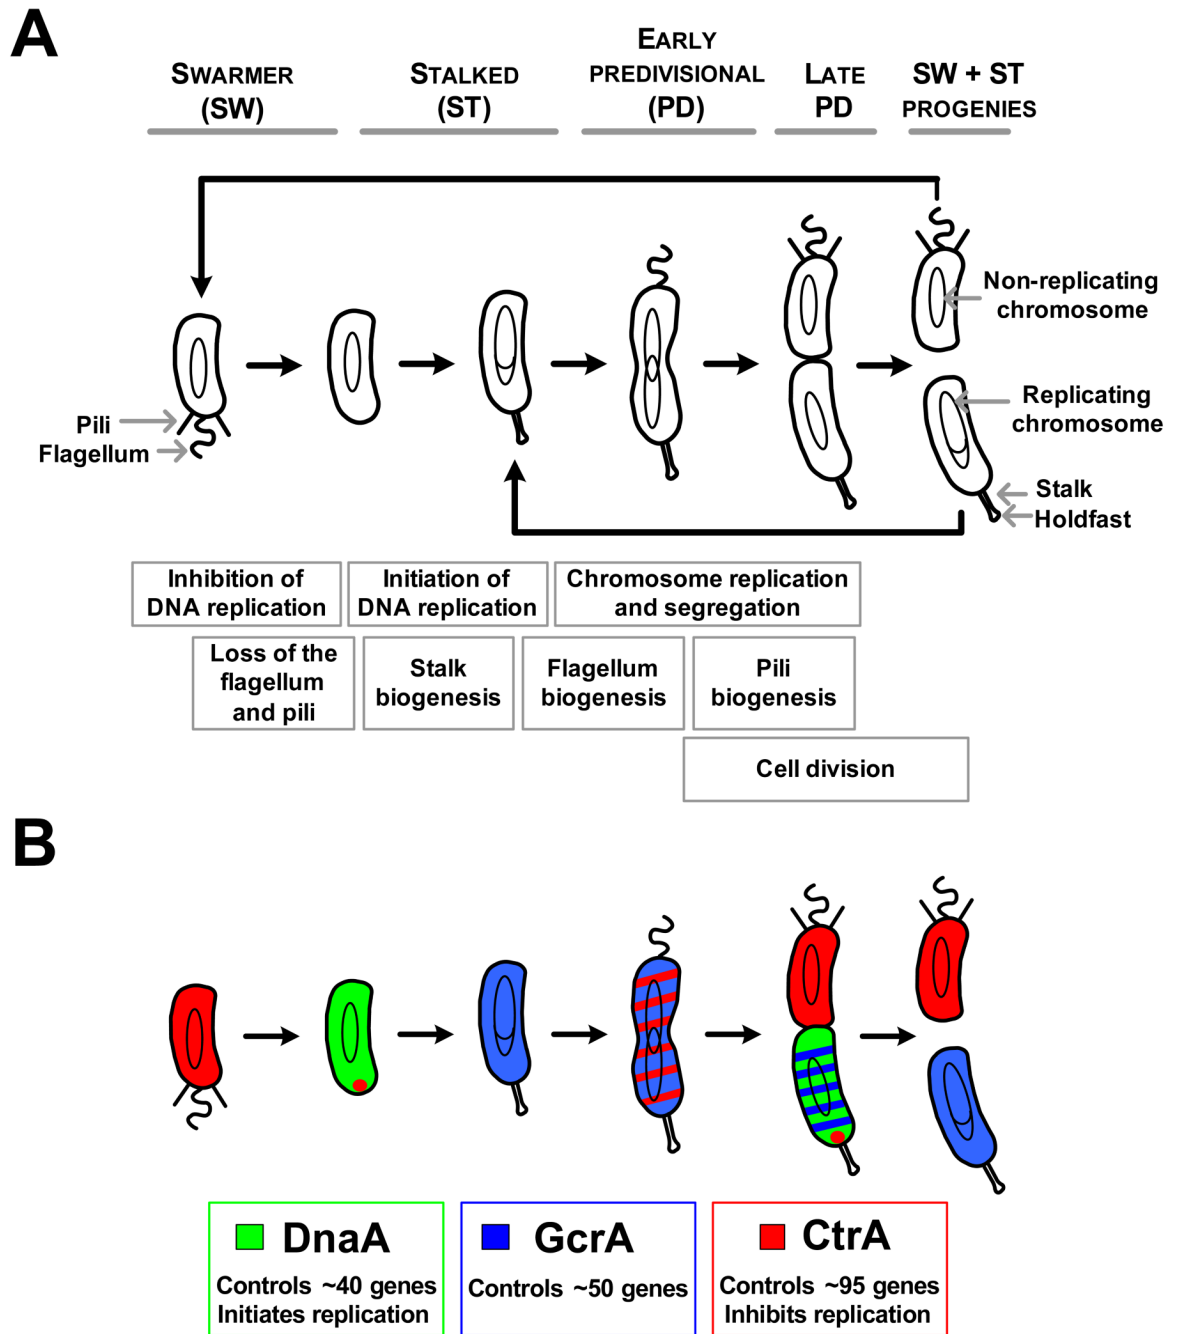 A
SWARMER
(SW)
STALKED
(ST)
EARLY
PREDIVISIONAL
(PD)
LATE
PD
SW + ST
PROGENIES
Non-replicating
chromosome
Replicating
chromosome
Pili
Flagellum
Stalk
Holdfast
Inhibition of
DNA replication
Initiation of
DNA replication
Chromosome replication
and segregation
Loss of the
flagellum
and pili
Stalk
biogenesis
Flagellum
biogenesis
Pili
biogenesis
Cell division
B
DnaA
Controls ~40 genes
Initiates replication
GcrA
Controls ~50 genes
CtrA
Controls ~95 genes
Inhibits replication